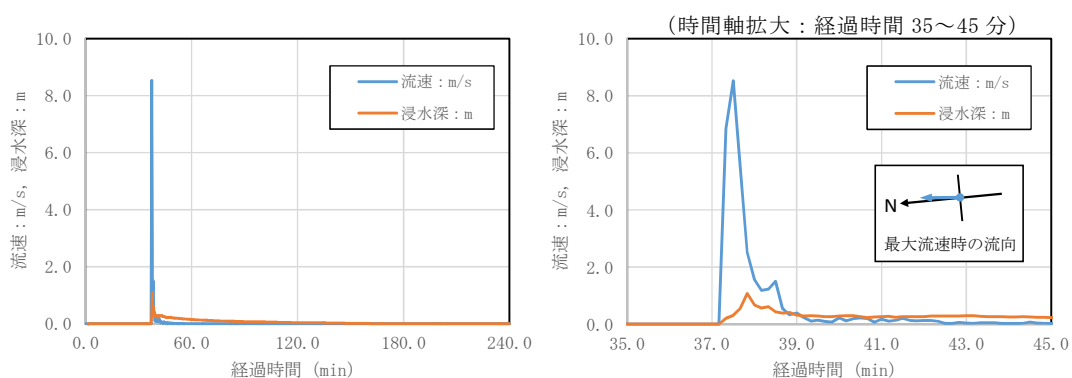 (時間軸拡大：経過時間 35～45 分)
流速：m/s, 浸水深：m
10.0
8.0
6.0
4.0
2.0
0.0
0.0
60.0
120.0
180.0
240.0
経過時間 (min)
流速：m/s
浸水深：m
流速：m/s, 浸水深：m
10.0
8.0
6.0
4.0
2.0
0.0
35.0
37.0
39.0
41.0
43.0
45.0
経過時間 (min)
流速：m/s
浸水深：m
N
最大流速時の流向